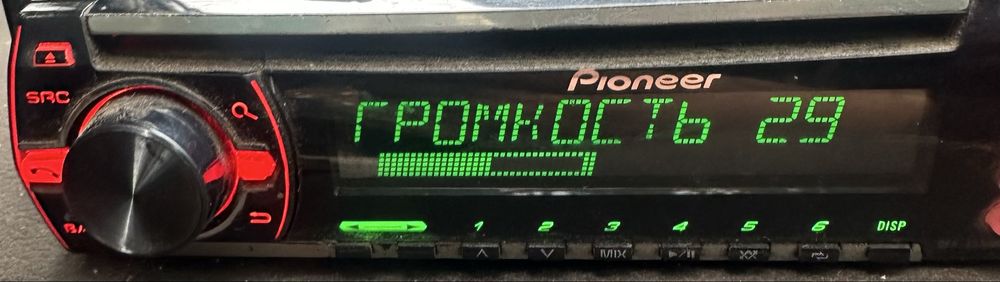 Pioneer
SRC
ГРОМКОСТЬ 29
1 2 3 4 5 6 DISP
MIX